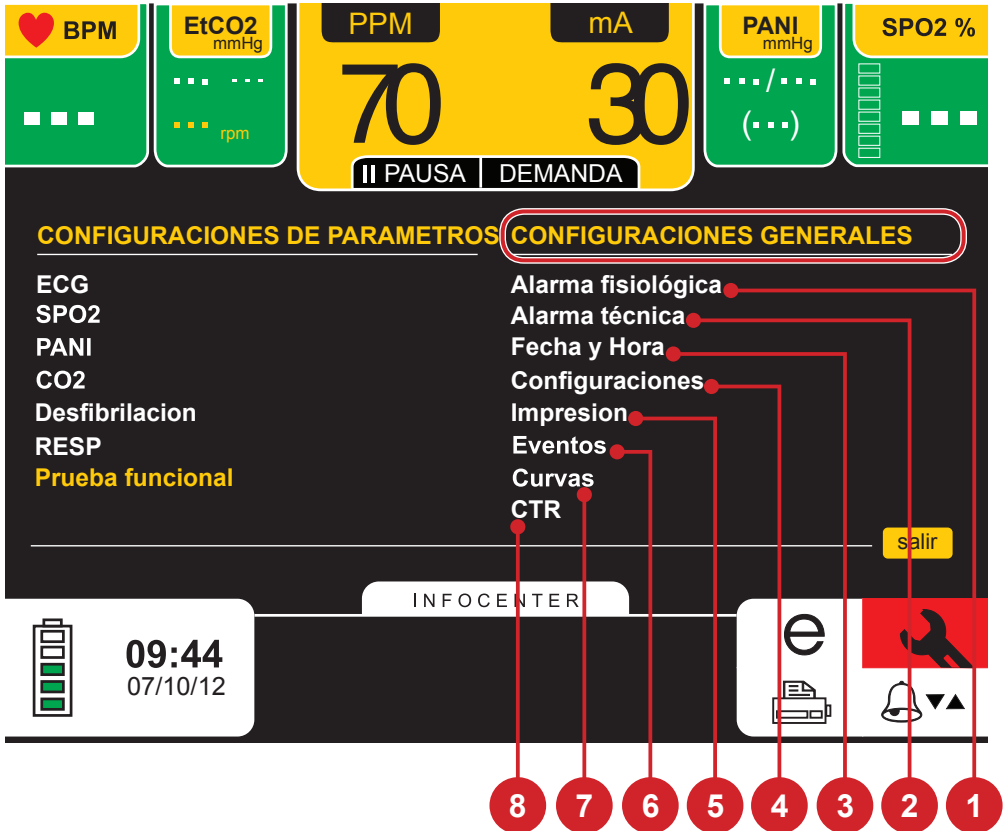 BPM
EtCO2
mmHg
PPM
mA
PANI
mmHg
SPO2 %
--- ---
--- rpm
70
30
---/---
(---)
---
---
PAUSA
DEMANDA
CONFIGURACIONES DE PARAMETROS
ECG
SPO2
PANI
CO2
Desfibrilacion
RESP
Prueba funcional
CONFIGURACIONES GENERALES
Alarma fisiológica
Alarma técnica
Fecha y Hora
Configuraciones
Impresion
Eventos
Curvas
CTR
salir
INFOCENTER
09:44
07/10/12
e
8 7 6 5 4 3 2 1